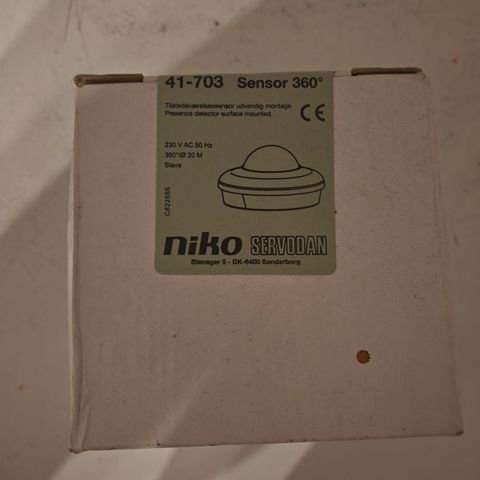 41-703 Sensor 360°
Tilstedeværelsessensor udvendig montage
Presence detector surface mounted
CE
230 V AC 50 Hz
360°/Ø 20 M
Slave
C822565
niko SERVODAN
Stenager 5 - DK-6400 Sønderborg